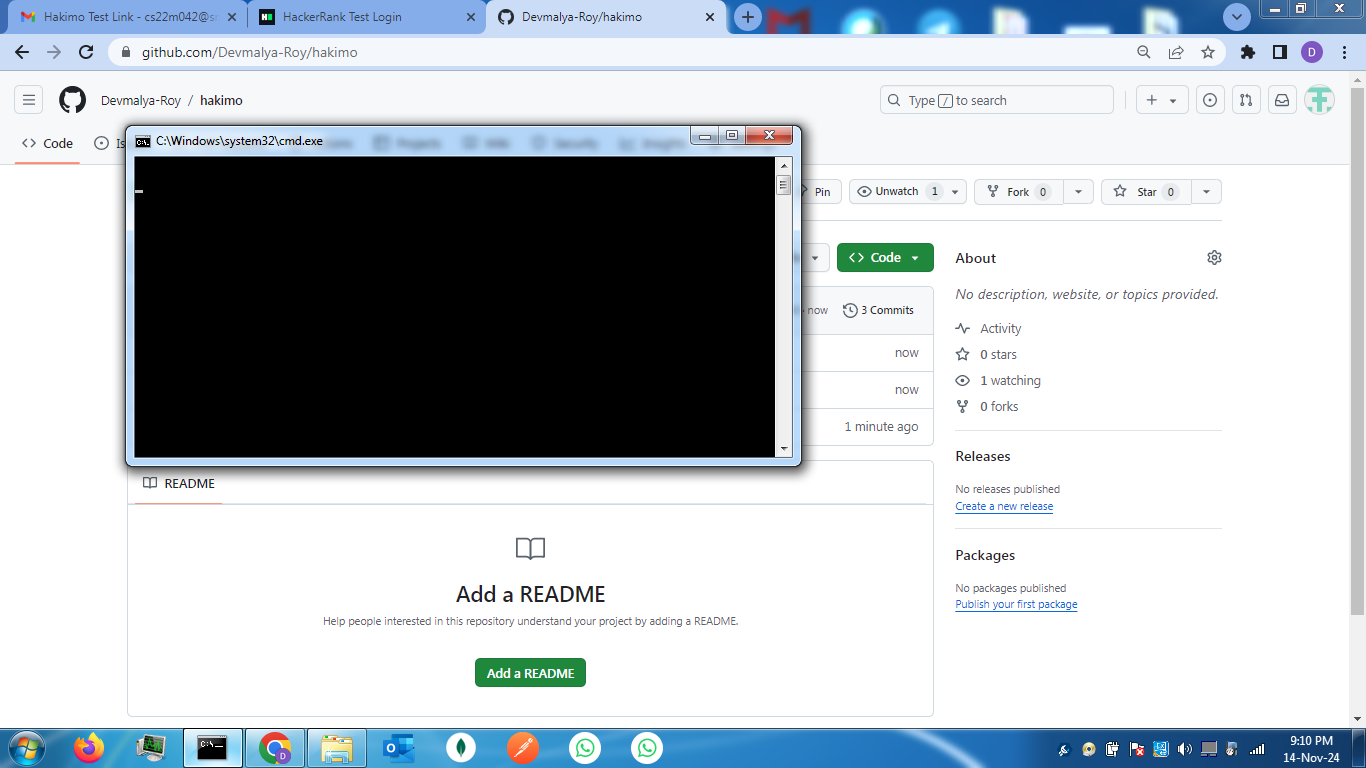 Hakimo Test Link - cs22m042@sr
HackerRank Test Login
Devmalya-Roy/hakimo
github.com/Devmalya-Roy/hakimo
D
Devmalya-Roy / hakimo
Type / to search
Code
Is
C:\Windows\system32\cmd.exe
Projects
Wiki
Security
Insights
Pin
Unwatch 1
Fork 0
Star 0
Code
About
No description, website, or topics provided.
now
3 Commits
now
now
1 minute ago
Activity
0 stars
1 watching
0 forks
Releases
No releases published
Create a new release
Packages
No packages published
Publish your first package
README
Add a README
Help people interested in this repository understand your project by adding a README.
Add a README
9:10 PM
14-Nov-24